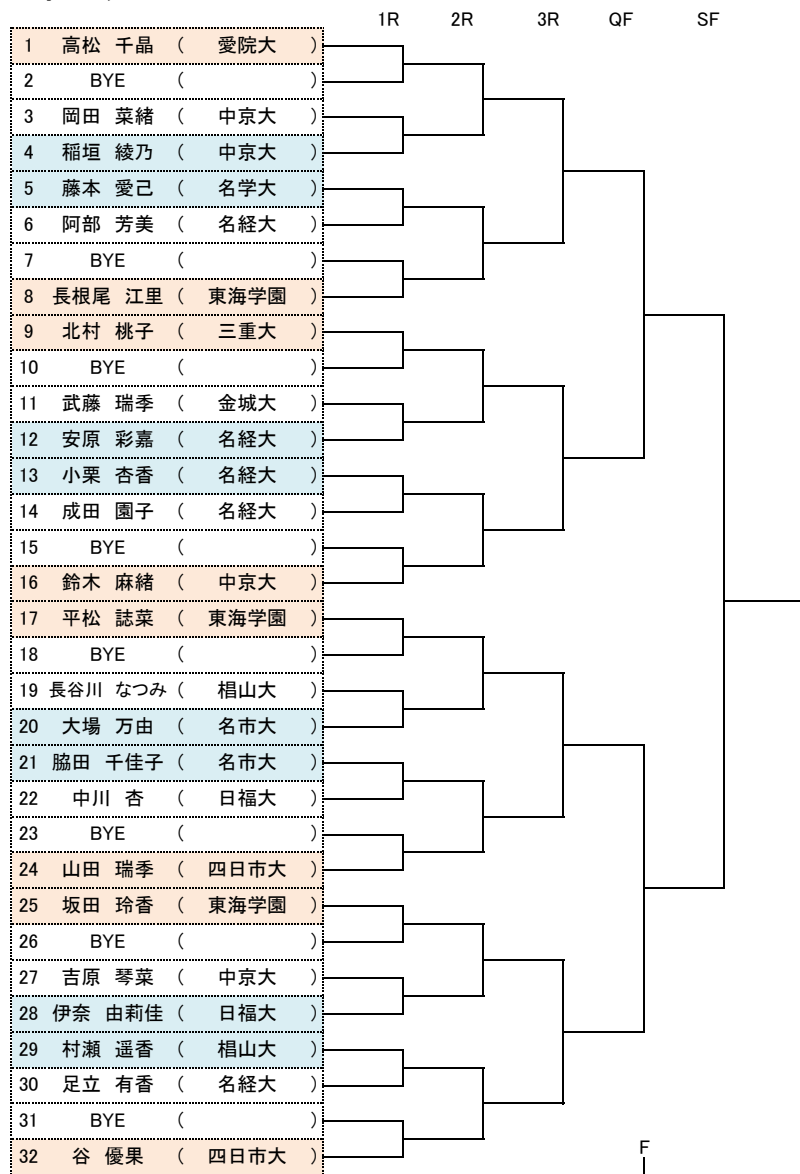 1R 2R 3R QF SF
1 高松 千晶 ( 愛院大 )
2 BYE ( )
3 岡田 菜緒 ( 中京大 )
4 稲垣 綾乃 ( 中京大 )
5 藤本 愛己 ( 名学大 )
6 阿部 芳美 ( 名経大 )
7 BYE ( )
8 長根尾 江里 ( 東海学園 )
9 北村 桃子 ( 三重大 )
10 BYE ( )
11 武藤 瑞季 ( 金城大 )
12 安原 彩嘉 ( 名経大 )
13 小栗 杏香 ( 名経大 )
14 成田 園子 ( 名経大 )
15 BYE ( )
16 鈴木 麻緒 ( 中京大 )
17 平松 誌菜 ( 東海学園 )
18 BYE ( )
19 長谷川 なつみ ( 椙山大 )
20 大場 万由 ( 名市大 )
21 脇田 千佳子 ( 名市大 )
22 中川 杏 ( 日福大 )
23 BYE ( )
24 山田 瑞季 ( 四日市大 )
25 坂田 玲香 ( 東海学園 )
26 BYE ( )
27 吉原 琴菜 ( 中京大 )
28 伊奈 由莉佳 ( 日福大 )
29 村瀬 遥香 ( 椙山大 )
30 足立 有香 ( 名経大 )
31 BYE ( )
F
32 谷 優果 ( 四日市大 )